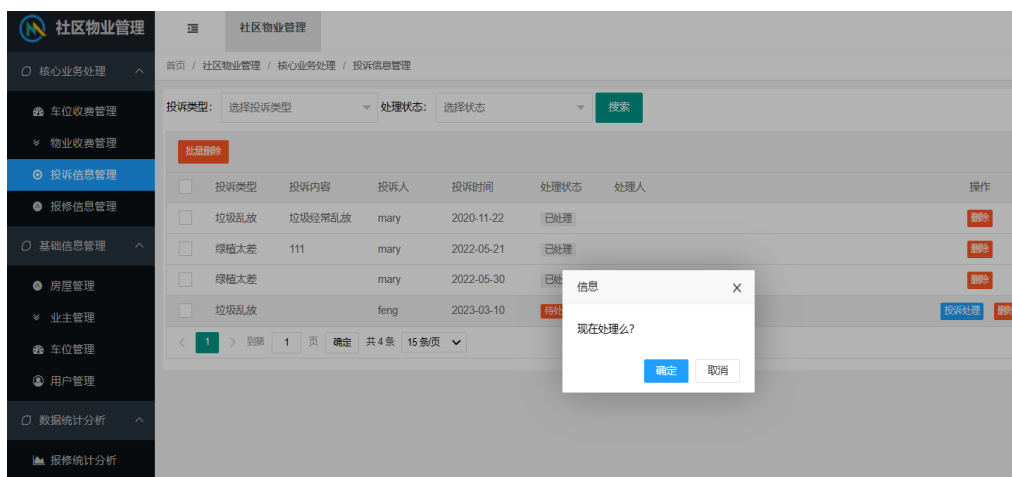 社区物业管理
社区物业管理
核心业务处理
首页 / 社区物业管理 / 核心业务处理 / 投诉信息管理
车位收费管理
物业收费管理
投诉信息管理
报修信息管理
基础信息管理
房屋管理
业主管理
车位管理
用户管理
数据统计分析
报修统计分析
投诉类型: 选择投诉类型 处理状态: 选择状态 搜索
批量删除
投诉类型 投诉内容 投诉人 投诉时间 处理状态 处理人 操作
垃圾乱放 垃圾经常乱放 mary 2020-11-22 已处理 删除
绿植太差 111 mary 2022-05-21 已处理 删除
绿植太差 mary 2022-05-30 已处 删除
垃圾乱放 feng 2023-03-10 待处 投诉处理 删除
1 到第 1 页 确定 共 4 条 15 条/页
信息
现在处理么?
确定 取消